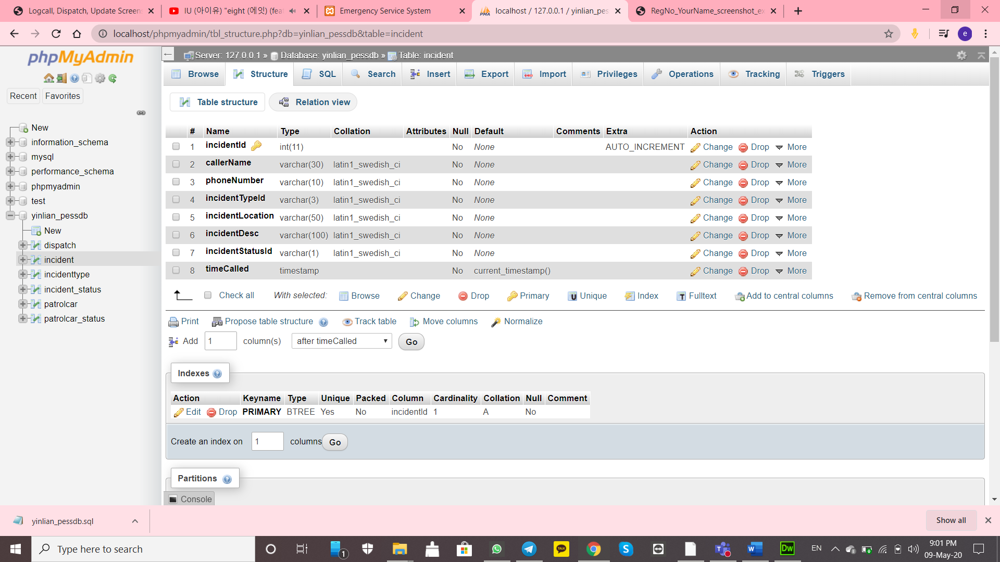 Logcall, Dispatch, Update Screens
IU (아이유) "eight (에잇) (feat
Emergency Service System
localhost / 127.0.0.1 / yinlian_pes
RegNo_YourName_screenshot_ex
localhost/phpmyadmin/tbl_structure.php?db=yinlian_pessdb&table=incident
e
phpMyAdmin
Recent Favorites
New
information_schema
mysql
performance_schema
phpmyadmin
test
yinlian_pessdb
New
dispatch
incident
incidenttype
incident_status
patrolcar
patrolcar_status
Server: 127.0.0.1 » Database: yinlian_pessdb » Table: incident
Browse Structure SQL Search Insert Export Import Privileges Operations Tracking Triggers
Table structure Relation view
# Name Type Collation Attributes Null Default Comments Extra Action
1 incidentId int(11) No None AUTO_INCREMENT Change Drop More
2 callerName varchar(30) latin1_swedish_ci No None Change Drop More
3 phoneNumber varchar(10) latin1_swedish_ci No None Change Drop More
4 incidentTypeId varchar(3) latin1_swedish_ci No None Change Drop More
5 incidentLocation varchar(50) latin1_swedish_ci No None Change Drop More
6 incidentDesc varchar(100) latin1_swedish_ci No None Change Drop More
7 incidentStatusId varchar(1) latin1_swedish_ci No None Change Drop More
8 timeCalled timestamp No current_timestamp() Change Drop More
Check all With selected: Browse Change Drop Primary Unique Index Fulltext Add to central columns Remove from central columns
Print Propose table structure Track table Move columns Normalize
Add 1 column(s) after timeCalled Go
Indexes
Action Keyname Type Unique Packed Column Cardinality Collation Null Comment
Edit Drop PRIMARY BTREE Yes No incidentId 1 A No
Create an index on 1 columns Go
Partitions
Console
yinlian_pessdb.sql
Show all
Type here to search
1
TALK
Dw
EN
9:01 PM
09-May-20